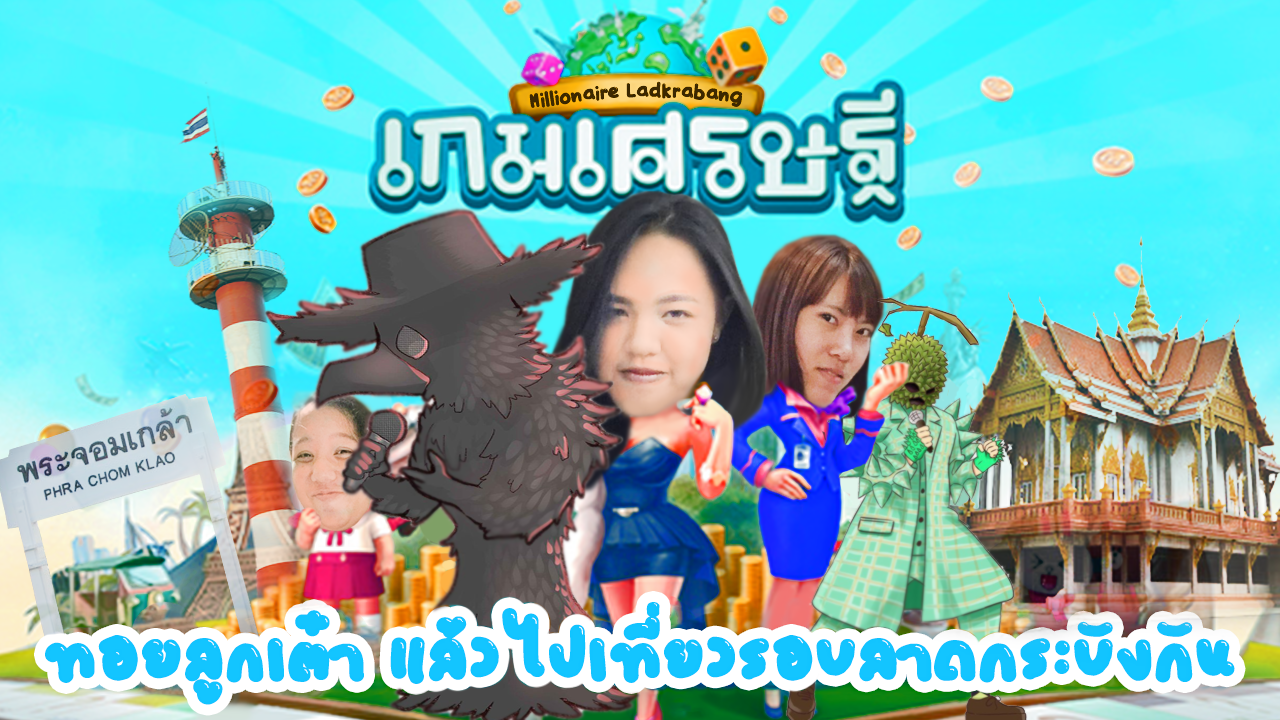 Millionaire Ladkrabang
เกมเศรษฐี
พระจอมเกล้า
PHRA CHOM KLAO
ทอยลูกเต๋า แล้วไปเที่ยวรอบลาดกระบังกัน